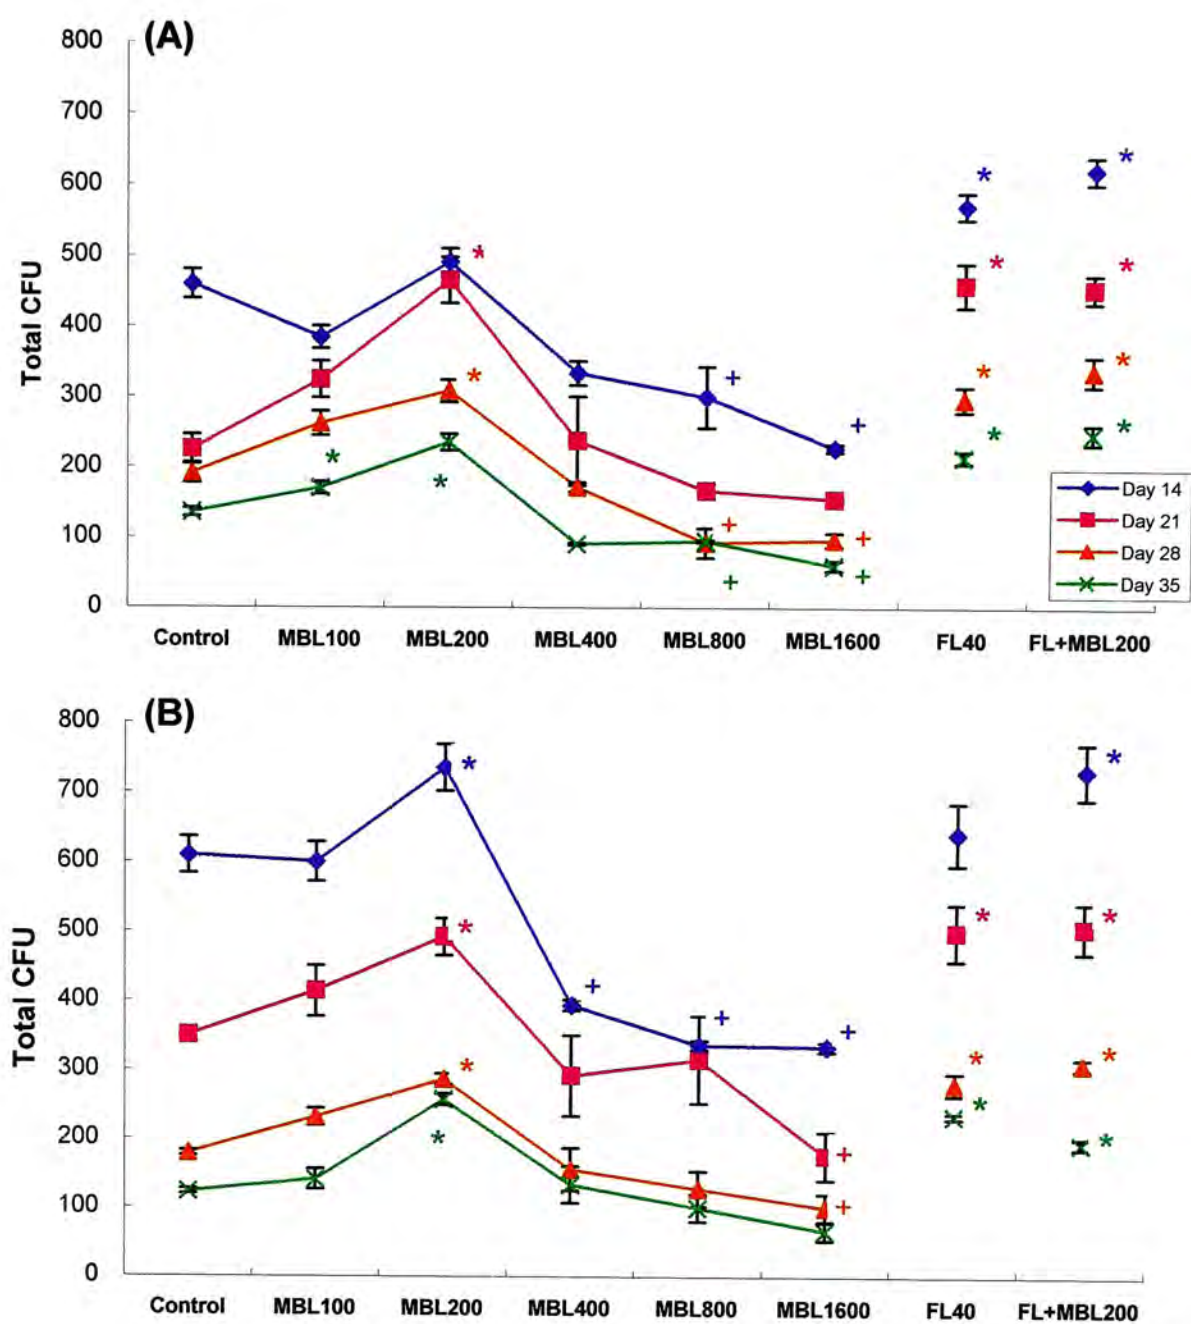 (A)
800
700
600
500
400
300
200
100
0
Total CFU
* * * * * * + + + + + + * * * * * * * *
Control MBL100 MBL200 MBL400 MBL800 MBL1600 FL40 FL+MBL200
Day 14
Day 21
Day 28
Day 35
(B)
800
700
600
500
400
300
200
100
0
Total CFU
Control MBL100 MBL200 MBL400 MBL800 MBL1600 FL40 FL+MBL200